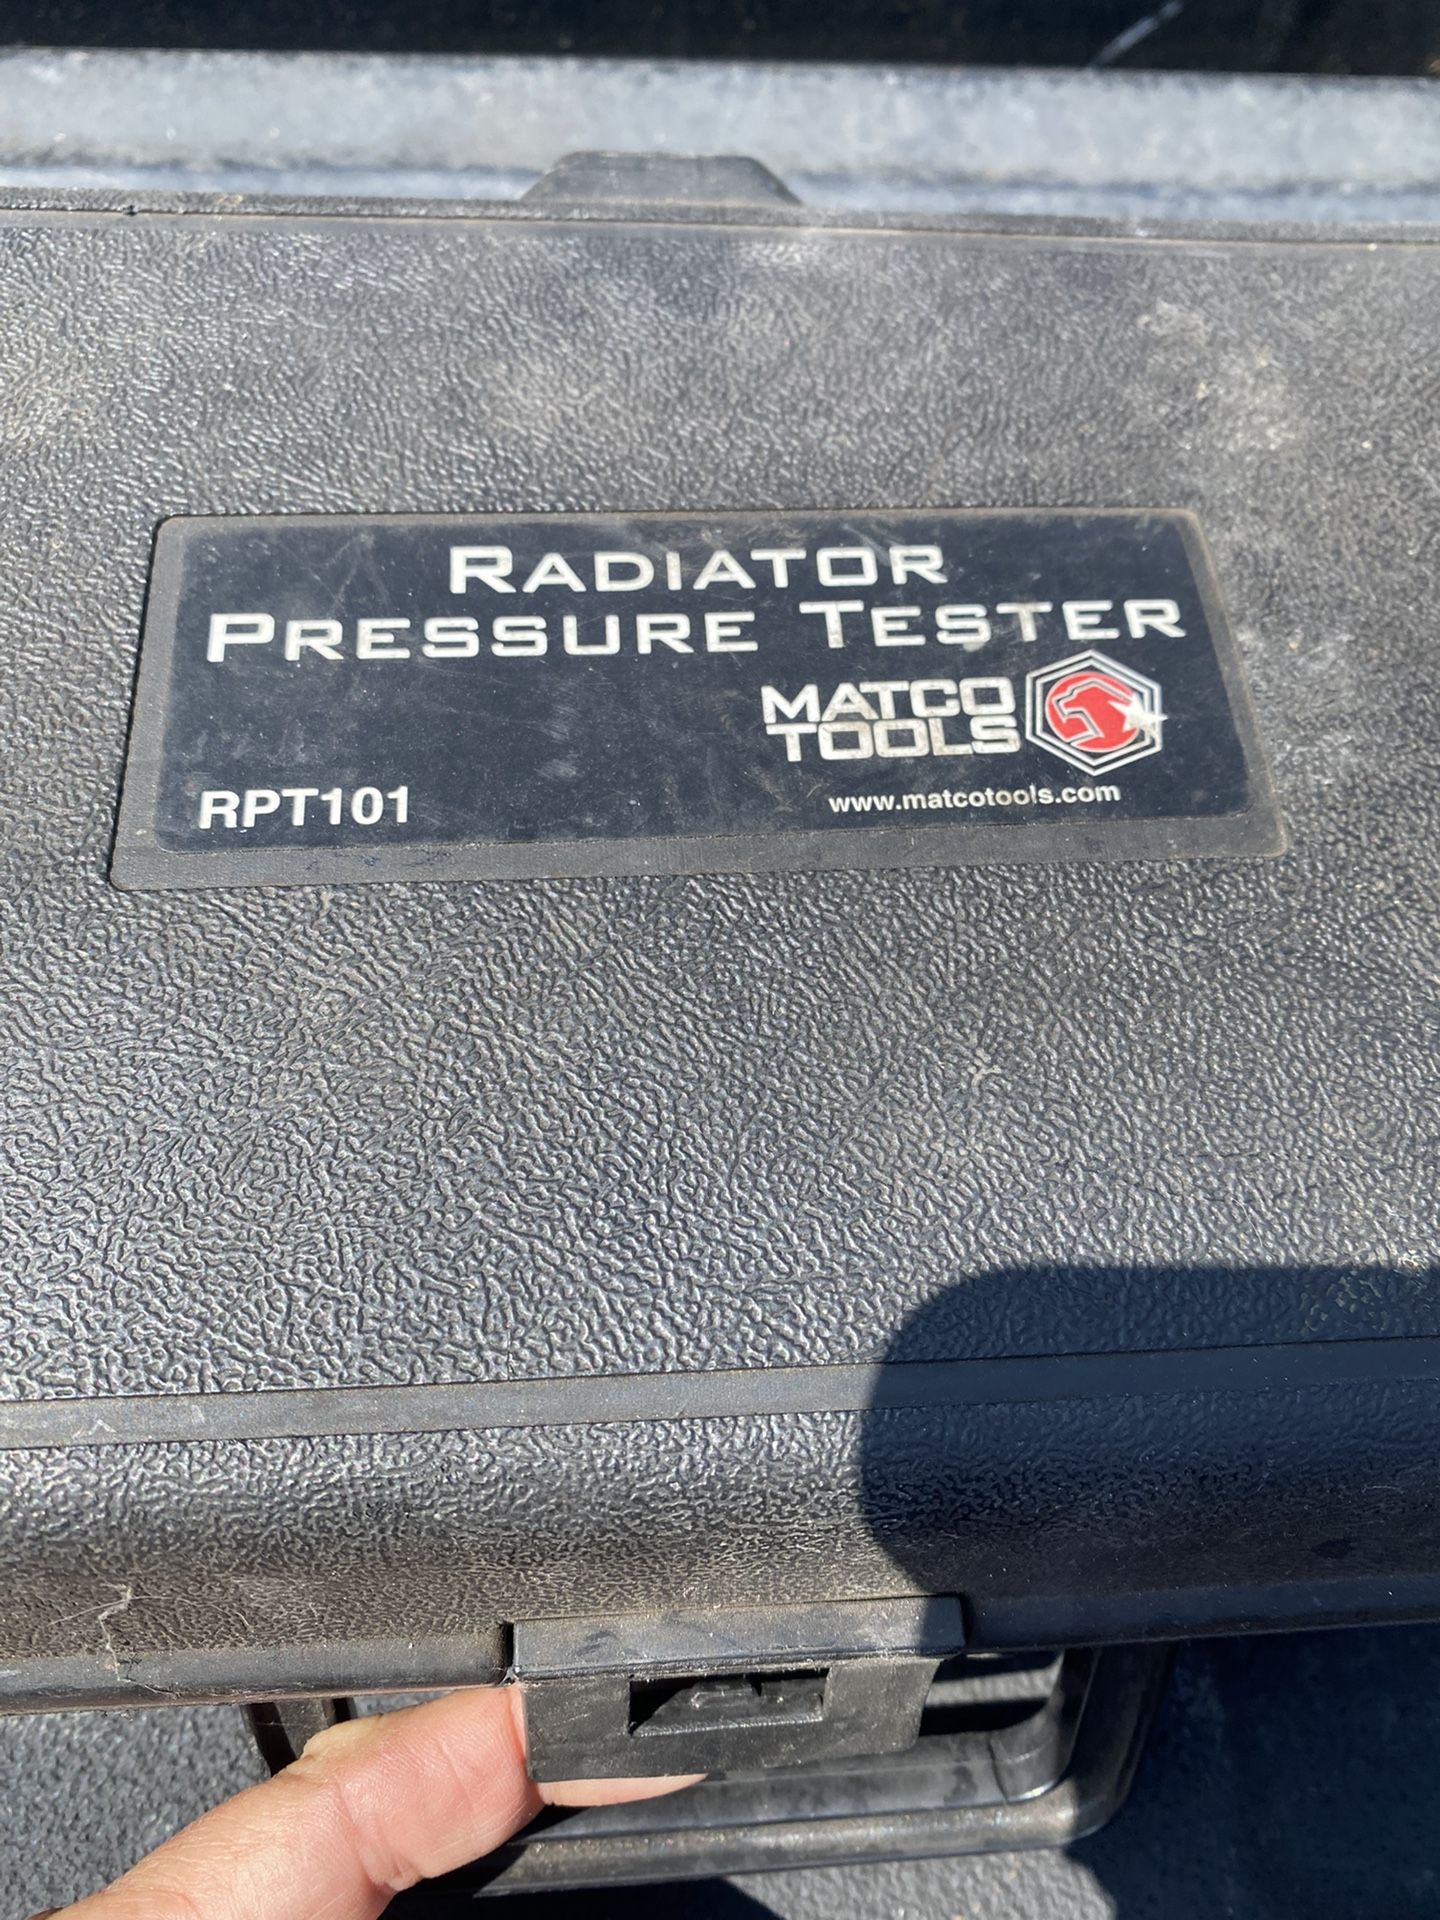 RADIATOR
PRESSURE TESTER
MATCO
TOOLS
RPT101
www.matcotools.com